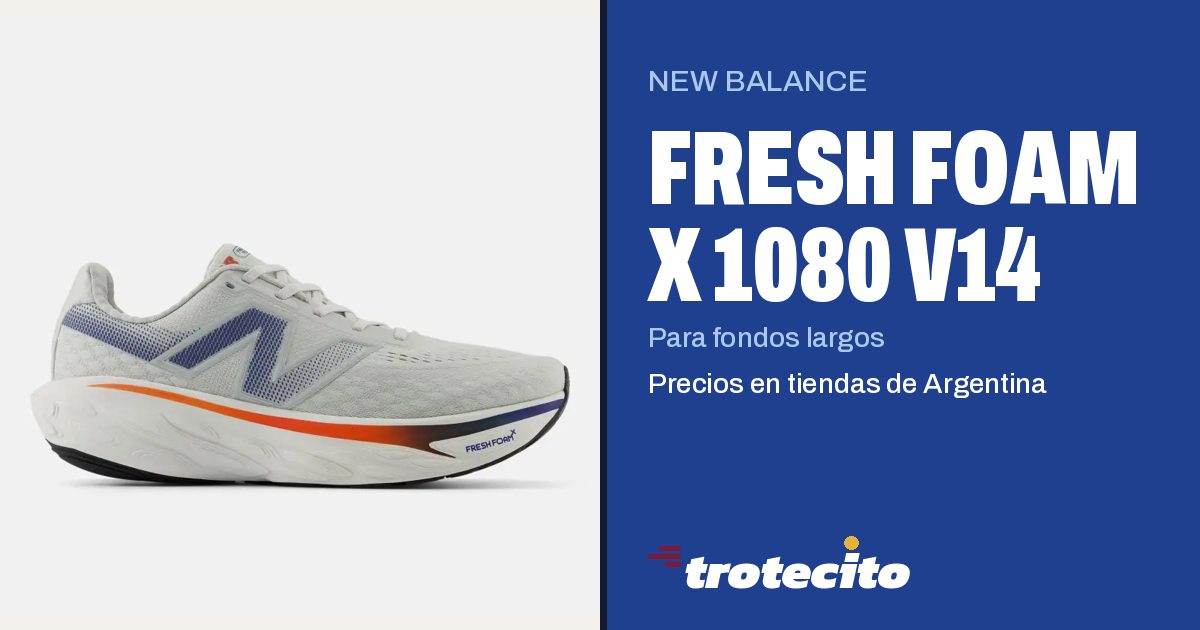 NEW BALANCE
FRESH FOAM
X 1080 V14
Para fondos largos
Precios en tiendas de Argentina
FRESH FOAM X
trotecito